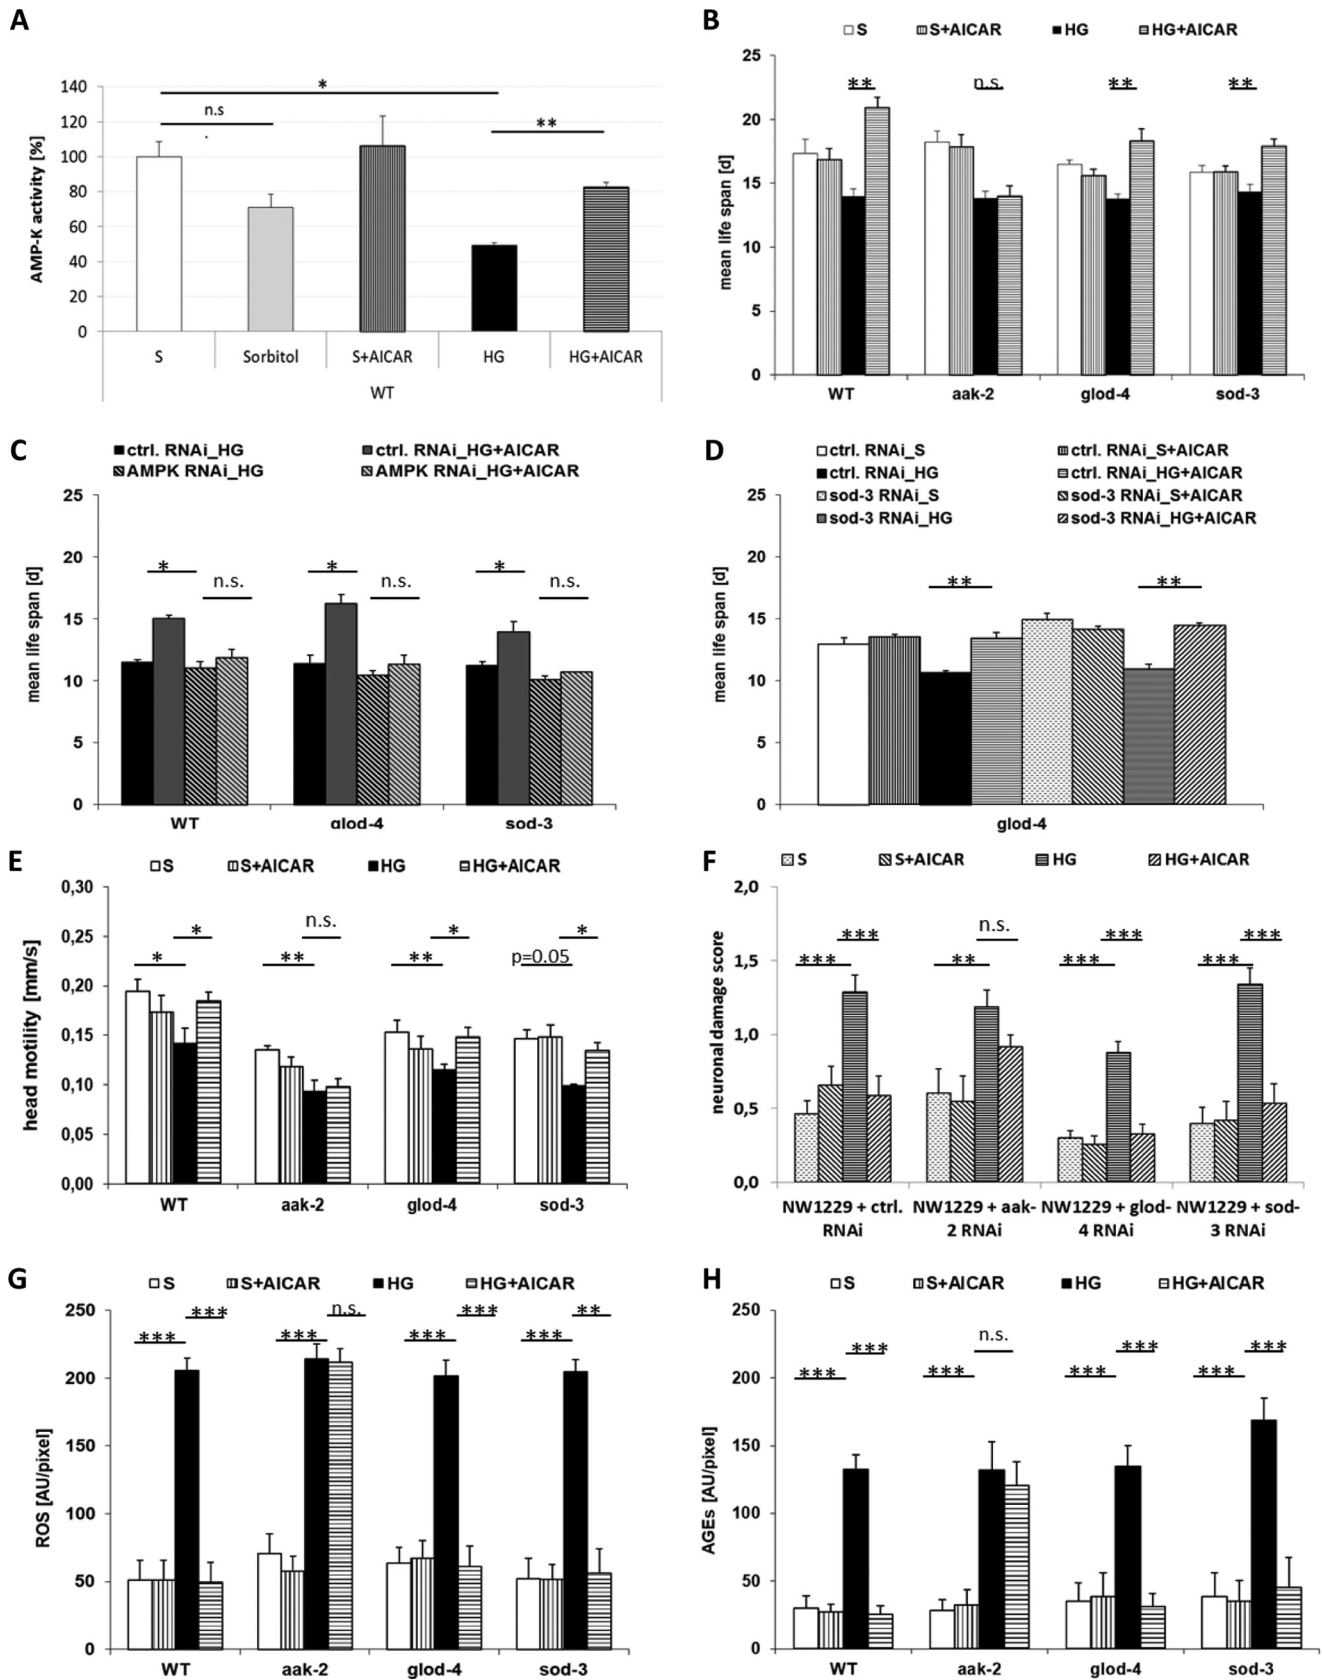 A
140
120
100
80
60
40
20
0
AMP-K activity [%]
n.s
*
**
S Sorbitol S+AICAR HG HG+AICAR
WT
B
S S+AICAR HG HG+AICAR
25
20
15
10
5
0
mean life span [d]
** n.s. ** **
WT aak-2 glod-4 sod-3
C
ctrl. RNAi_HG ctrl. RNAi_HG+AICAR
AMPK RNAi_HG AMPK RNAi_HG+AICAR
25
20
15
10
5
0
mean life span [d]
* n.s. * n.s. * n.s.
WT glod-4 sod-3
D
ctrl. RNAi_S ctrl. RNAi_S+AICAR
ctrl. RNAi_HG ctrl. RNAi_HG+AICAR
sod-3 RNAi_S sod-3 RNAi_S+AICAR
sod-3 RNAi_HG sod-3 RNAi_HG+AICAR
25
20
15
10
5
0
mean life span [d]
** **
glod-4
E
S S+AICAR HG HG+AICAR
0,30
0,25
0,20
0,15
0,10
0,05
0,00
head motility [mm/s]
* * ** n.s. ** * p=0.05 *
WT aak-2 glod-4 sod-3
F
S S+AICAR HG HG+AICAR
2,0
1,5
1,0
0,5
0,0
neuronal damage score
*** *** ** n.s. *** *** *** ***
NW1229 + ctrl. NW1229 + aak- NW1229 + glod- NW1229 + sod-
RNAi 2 RNAi 4 RNAi 3 RNAi
G
S S+AICAR HG HG+AICAR
250
200
150
100
50
0
ROS [AU/pixel]
*** *** *** n.s. *** *** *** **
WT aak-2 glod-4 sod-3
H
S S+AICAR HG HG+AICAR
250
200
150
100
50
0
AGEs [AU/pixel]
*** *** *** n.s. *** *** *** ***
WT aak-2 glod-4 sod-3